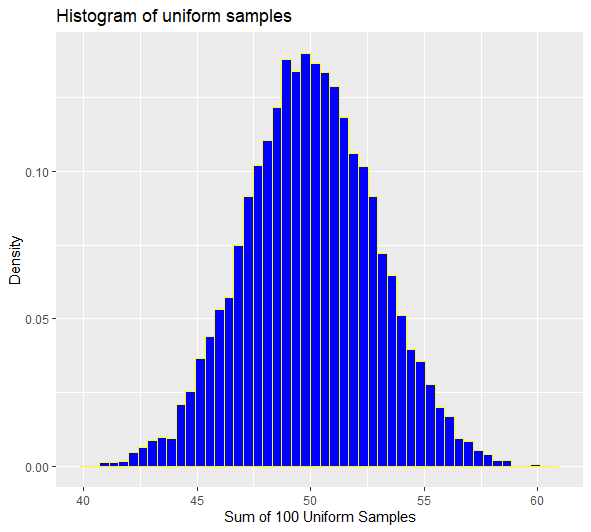 Histogram of uniform samples
Density
0.10
0.05
0.00
40 45 50 55 60
Sum of 100 Uniform Samples